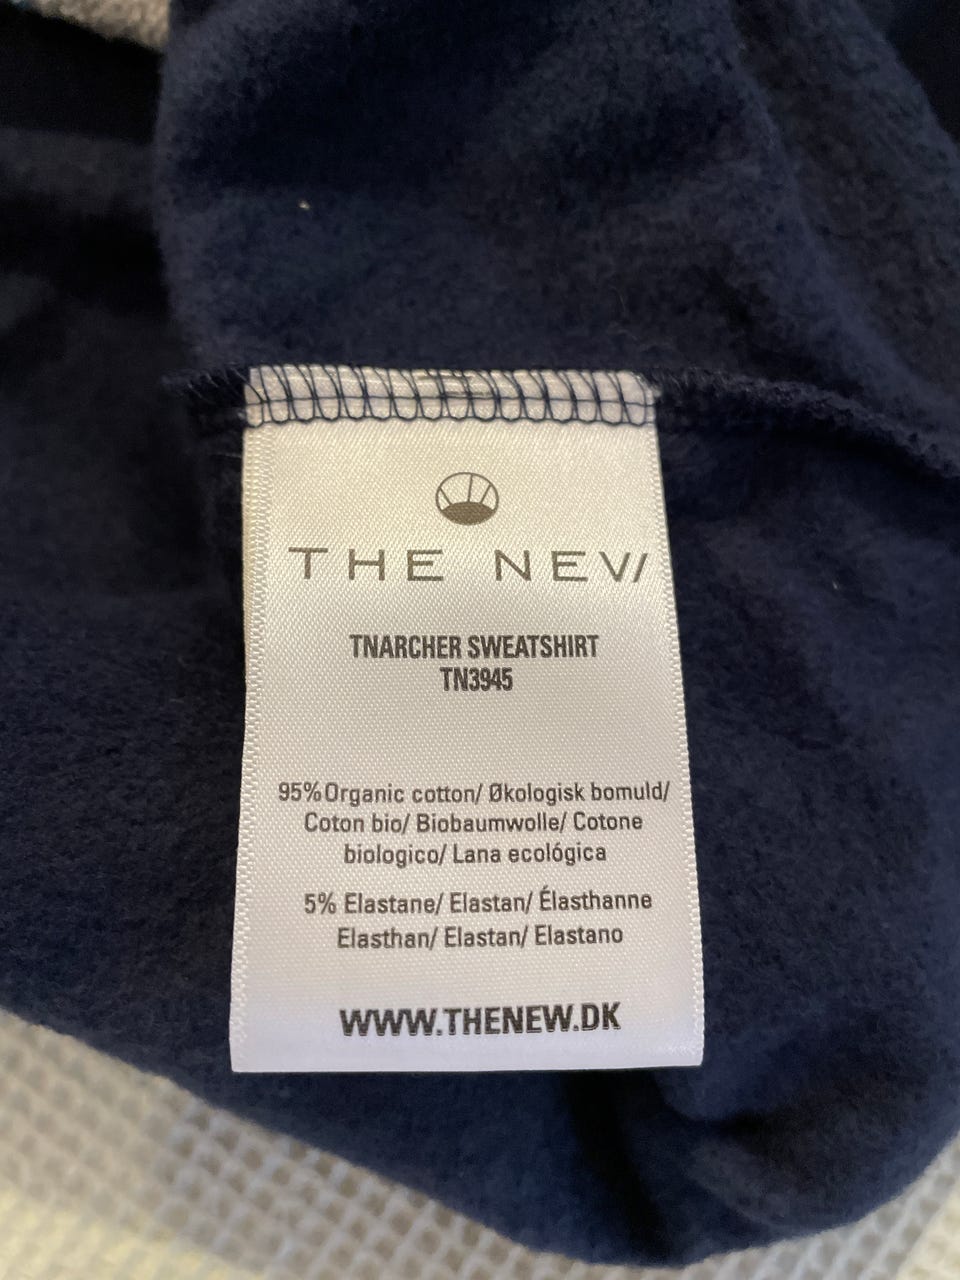 THE NEW
TNARCHER SWEATSHIRT
TN3945
95%Organic cotton/ Økologisk bomuld/
Coton bio/ Biobaumwolle/ Cotone
biologico/ Lana ecológica
5% Elastane/ Elastan/ Élasthanne
Elasthan/ Elastan/ Elastano
WWW.THENEW.DK